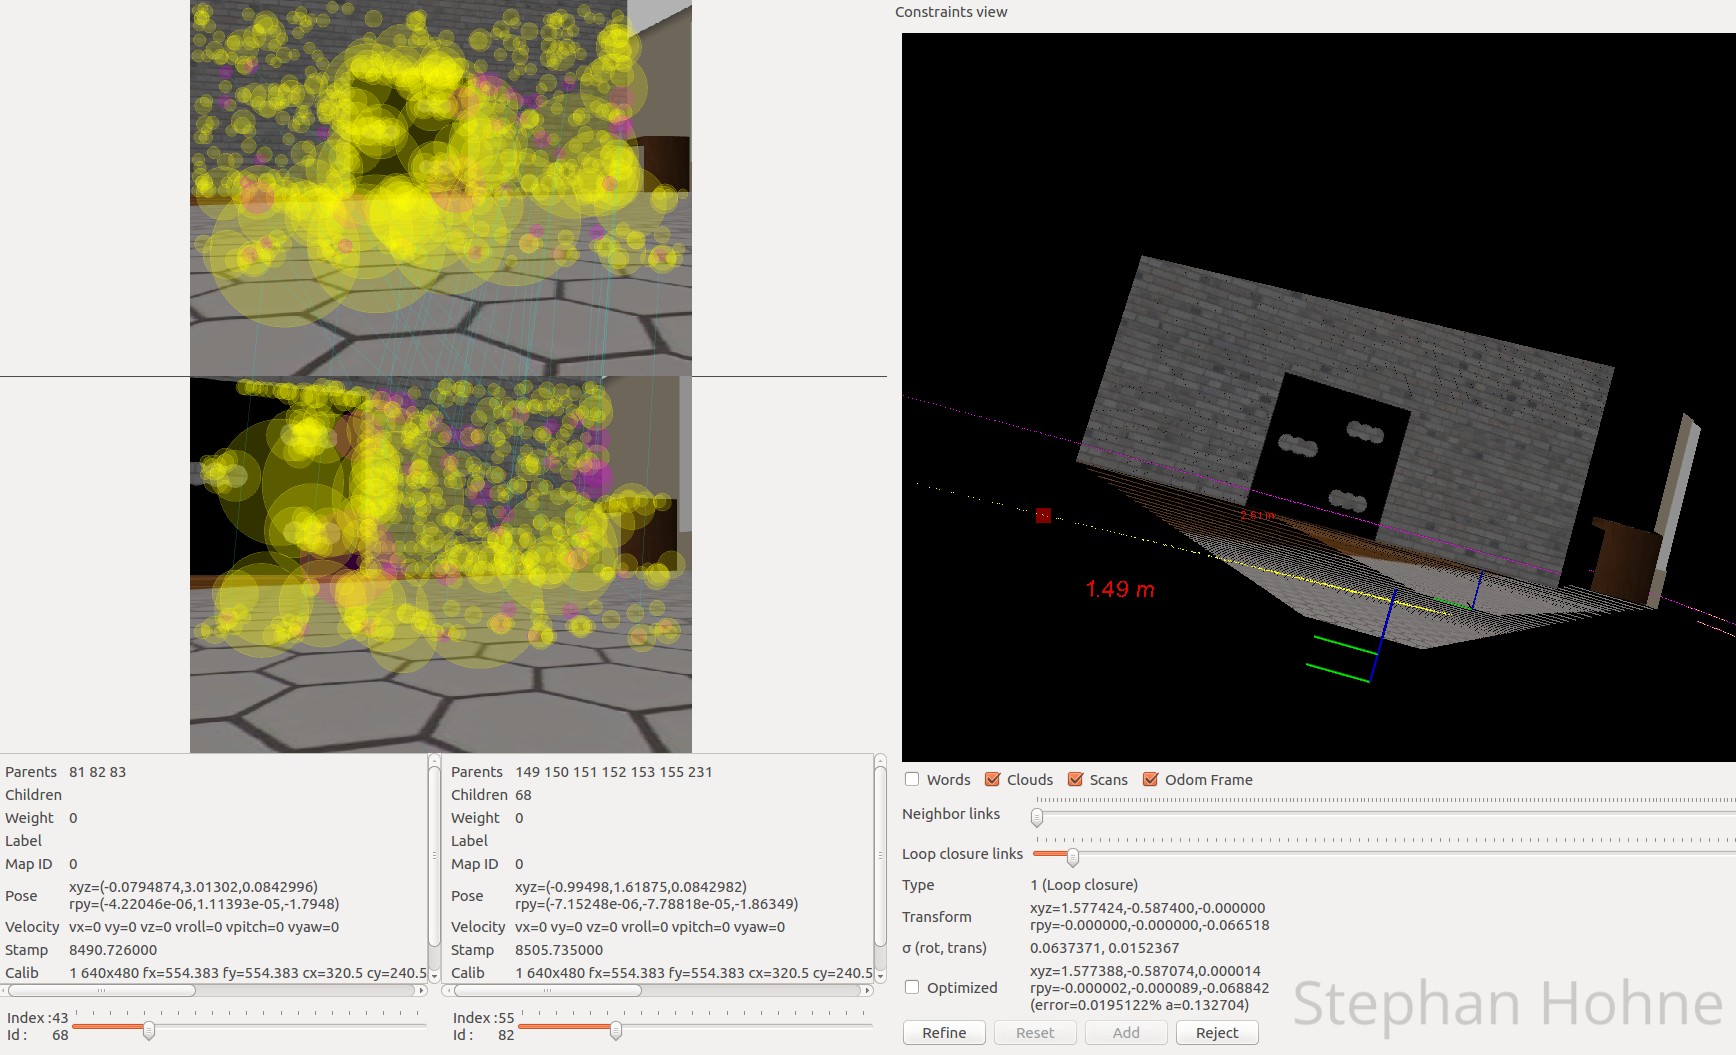 Constraints view
2.61 m
1.49 m
Parents 81 82 83
Children
Weight 0
Label
Map ID 0
Pose xyz=(-0.0794874,3.01302,0.0842996)
rpy=(-4.22046e-06,1.11393e-05,-1.7948)
Velocity vx=0 vy=0 vz=0 vroll=0 vpitch=0 vyaw=0
Stamp 8490.726000
Calib 1 640x480 fx=554.383 fy=554.383 cx=320.5 cy=240.5
Index :43
Id : 68
Parents 149 150 151 152 153 155 231
Children 68
Weight 0
Label
Map ID 0
Pose xyz=(-0.99498,1.61875,0.0842982)
rpy=(-7.15248e-06,-7.78818e-05,-1.86349)
Velocity vx=0 vy=0 vz=0 vroll=0 vpitch=0 vyaw=0
Stamp 8505.735000
Calib 1 640x480 fx=554.383 fy=554.383 cx=320.5 cy=240.5
Index :55
Id : 82
Words Clouds Scans Odom Frame
Neighbor links
Loop closure links
Type 1 (Loop closure)
Transform xyz=1.577424,-0.587400,-0.000000
rpy=-0.000000,-0.000000,-0.066518
σ (rot, trans) 0.0637371, 0.0152367
Optimized xyz=1.577388,-0.587074,0.000014
rpy=-0.000002,-0.000089,-0.068842
(error=0.0195122% a=0.132704)
Refine Reset Add Reject
Stephan Hohne